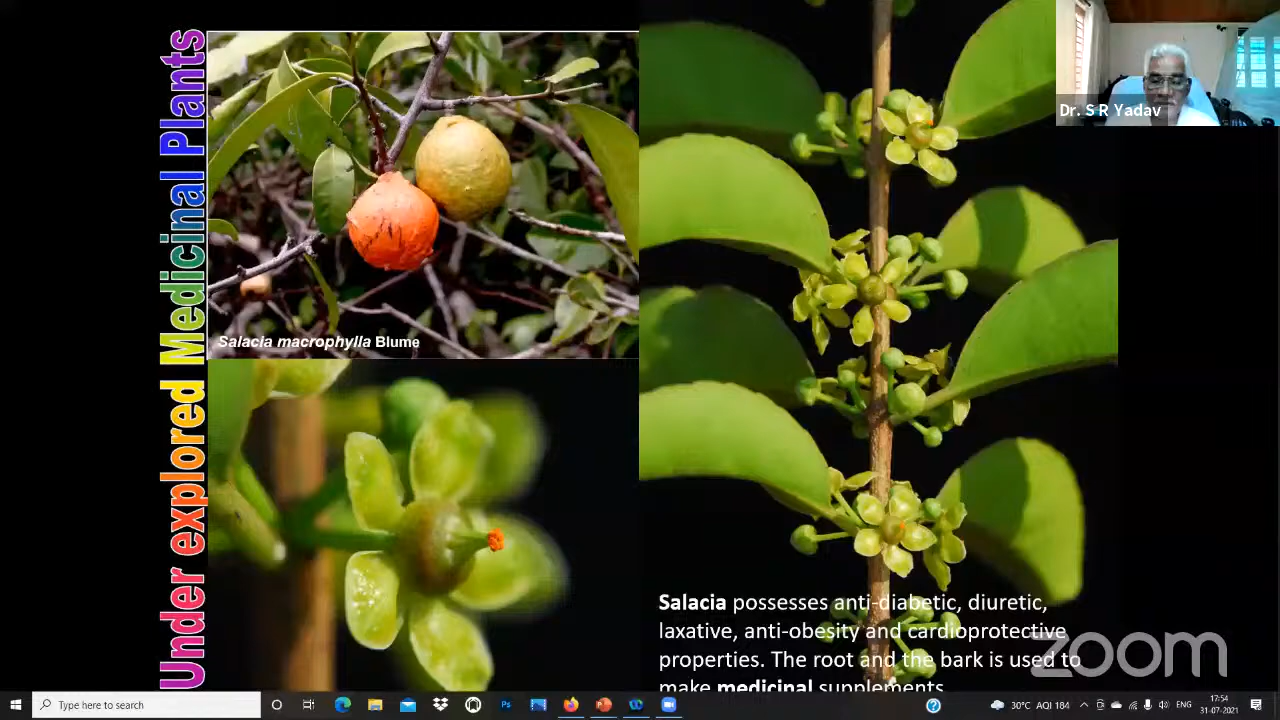 Under explored Medicinal Plants
Salacia macrophylla Blume
Dr. S R Yadav
Salacia possesses anti-diabetic, diuretic,
laxative, anti-obesity and cardioprotective
properties. The root and the bark is used to
make medicinal supplements
zoom
Type here to search
30°C AQI 184
ENG
17:54
31-07-2021